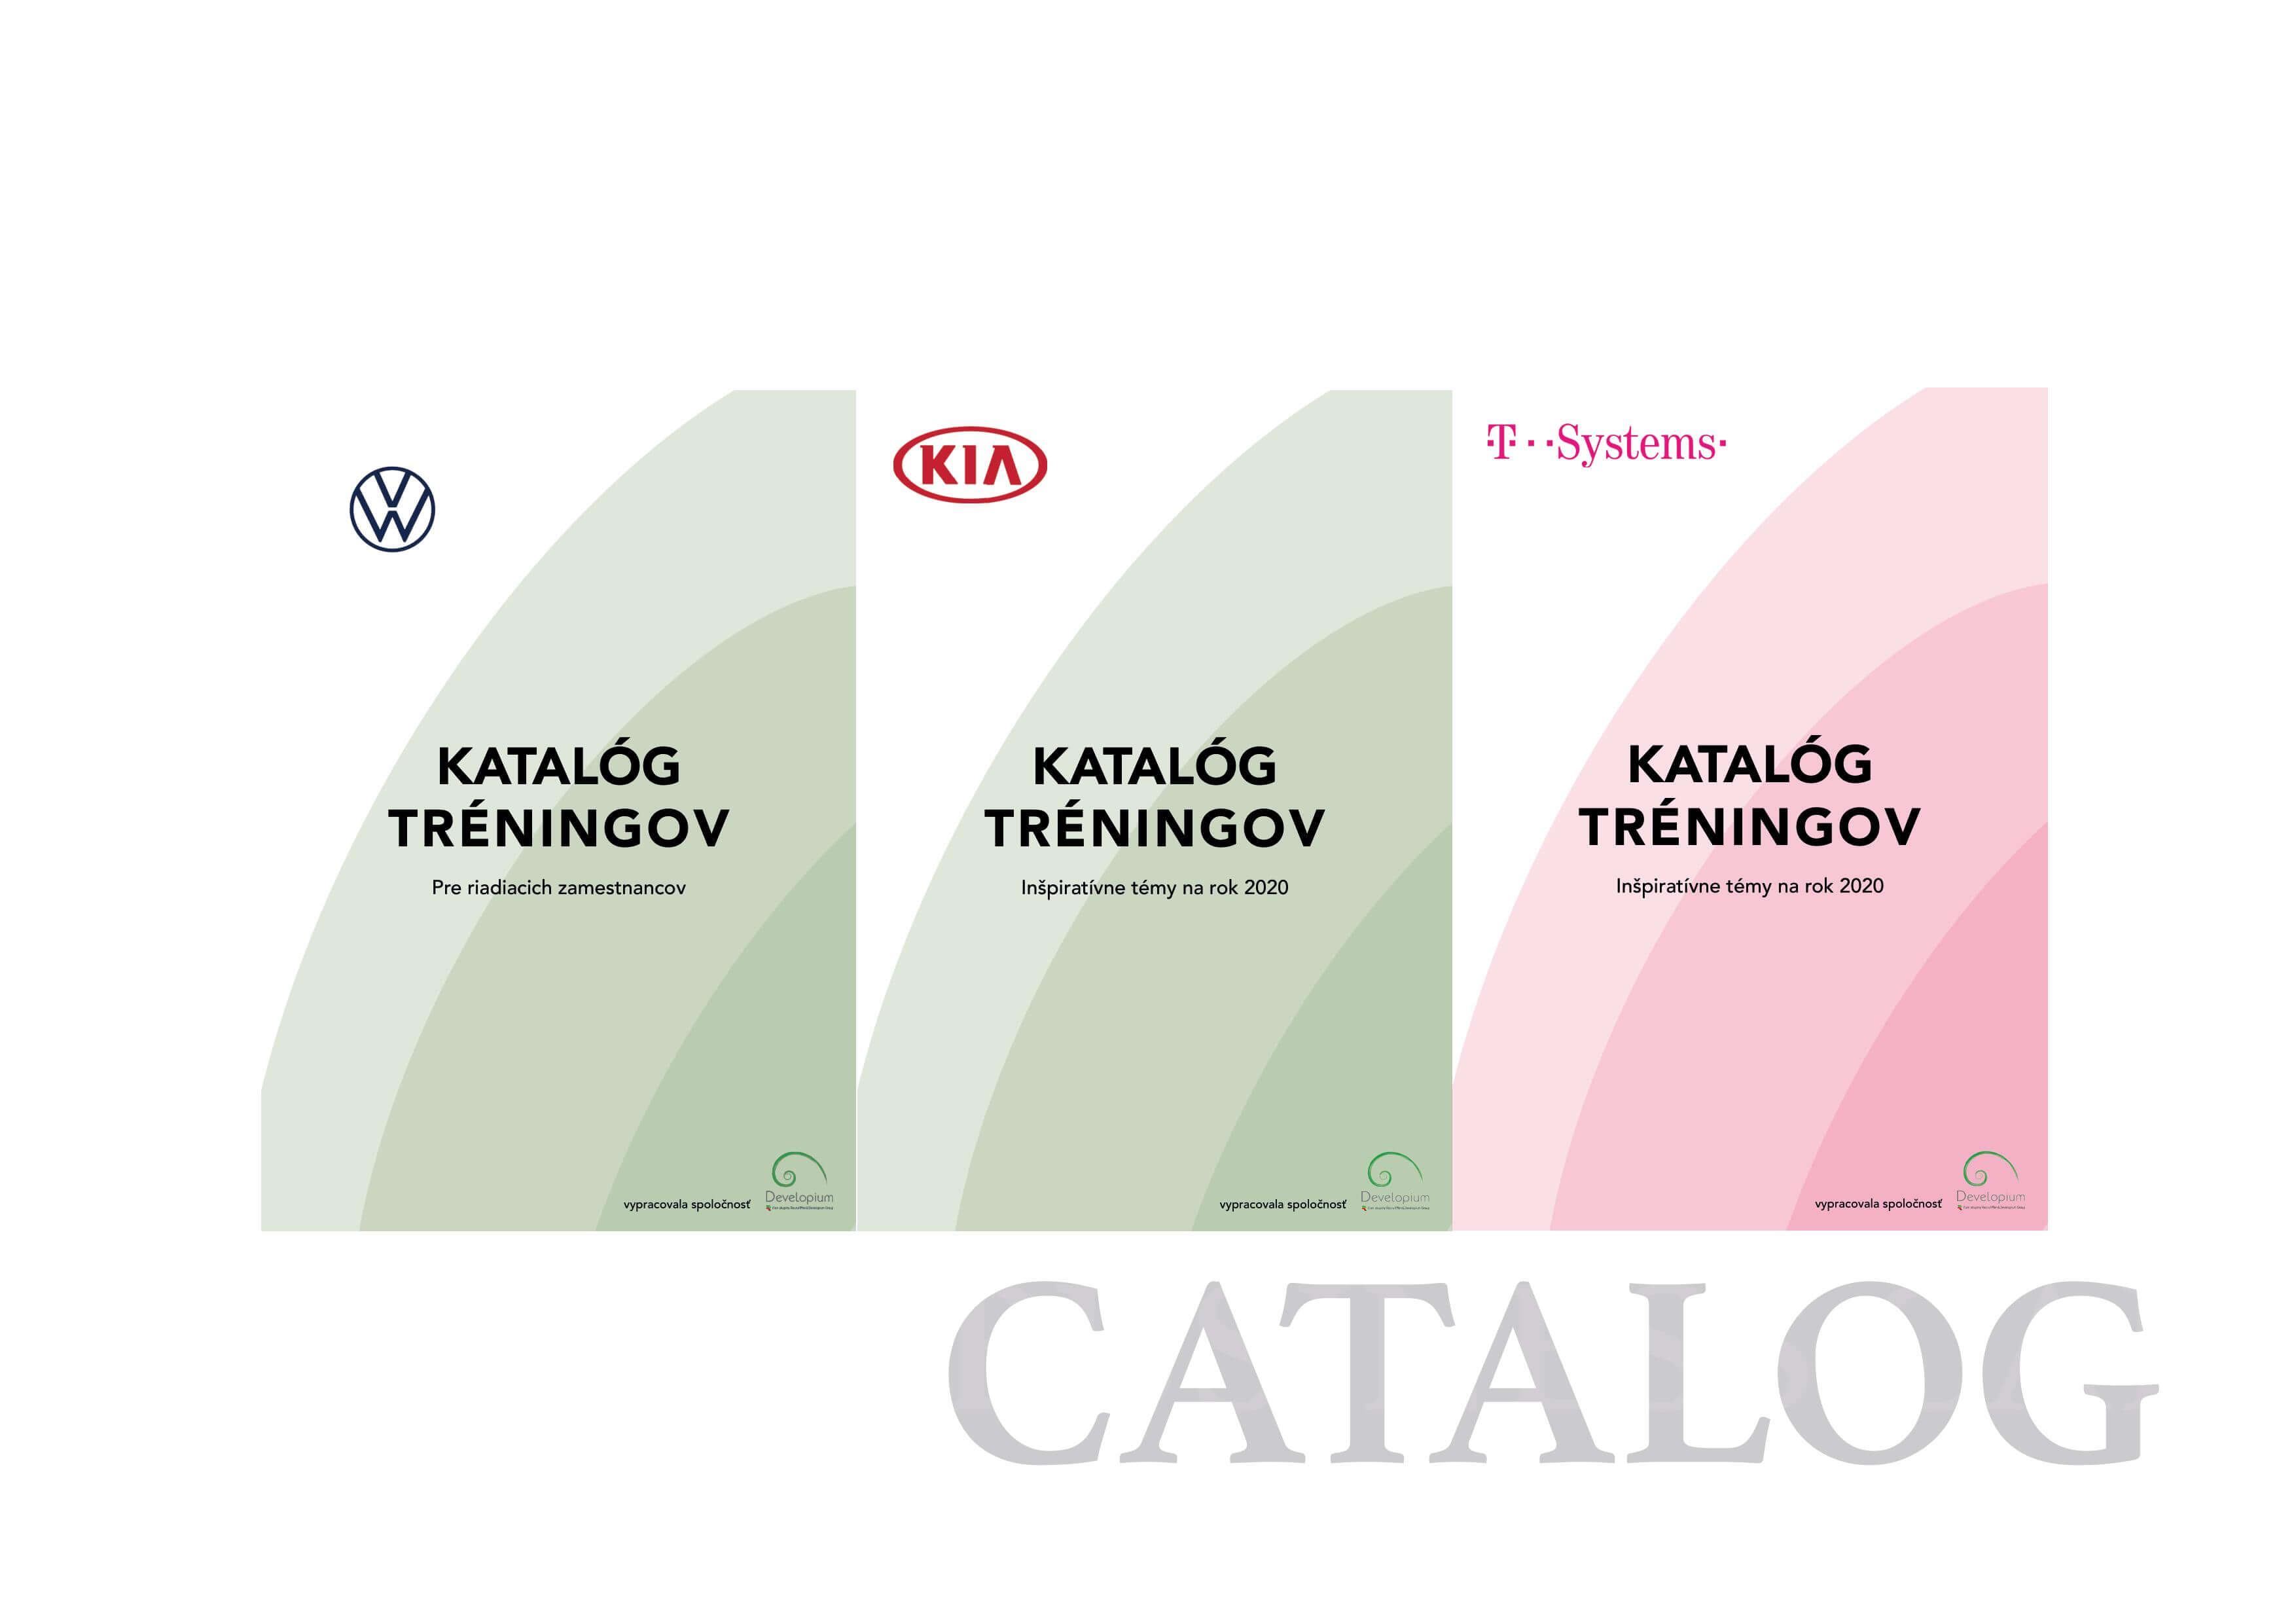 VW
KATALÓG
TRÉNINGOV
Pre riadiacich zamestnancov
vypracovala spoločnosť
Developium
KIA
KATALÓG
TRÉNINGOV
Inšpiratívne témy na rok 2020
vypracovala spoločnosť
Developium
T··Systems·
KATALÓG
TRÉNINGOV
Inšpiratívne témy na rok 2020
vypracovala spoločnosť
Developium
CATALOG